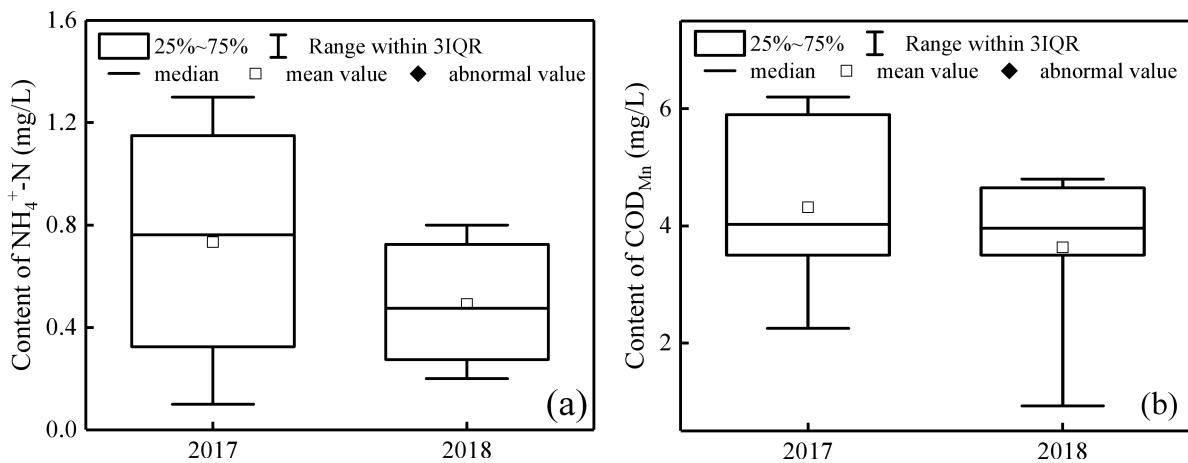 1.6
1.2
0.8
0.4
0.0
Content of NH₄⁺-N (mg/L)
25%~75%
Range within 3IQR
median
mean value
abnormal value
(a)
2017
2018
6
4
2
Content of COD_Mn (mg/L)
25%~75%
Range within 3IQR
median
mean value
abnormal value
(b)
2017
2018